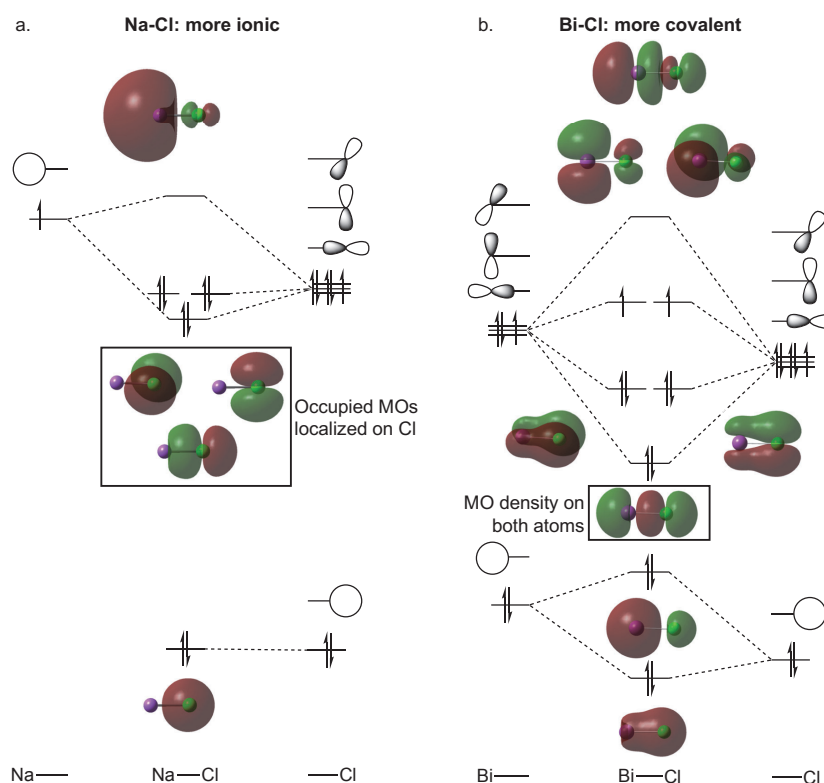 a.
Na-Cl: more ionic
Occupied MOs
localized on Cl
Na
Na Cl
Cl
b.
Bi-Cl: more covalent
MO density on
both atoms
Bi
Bi Cl
Cl